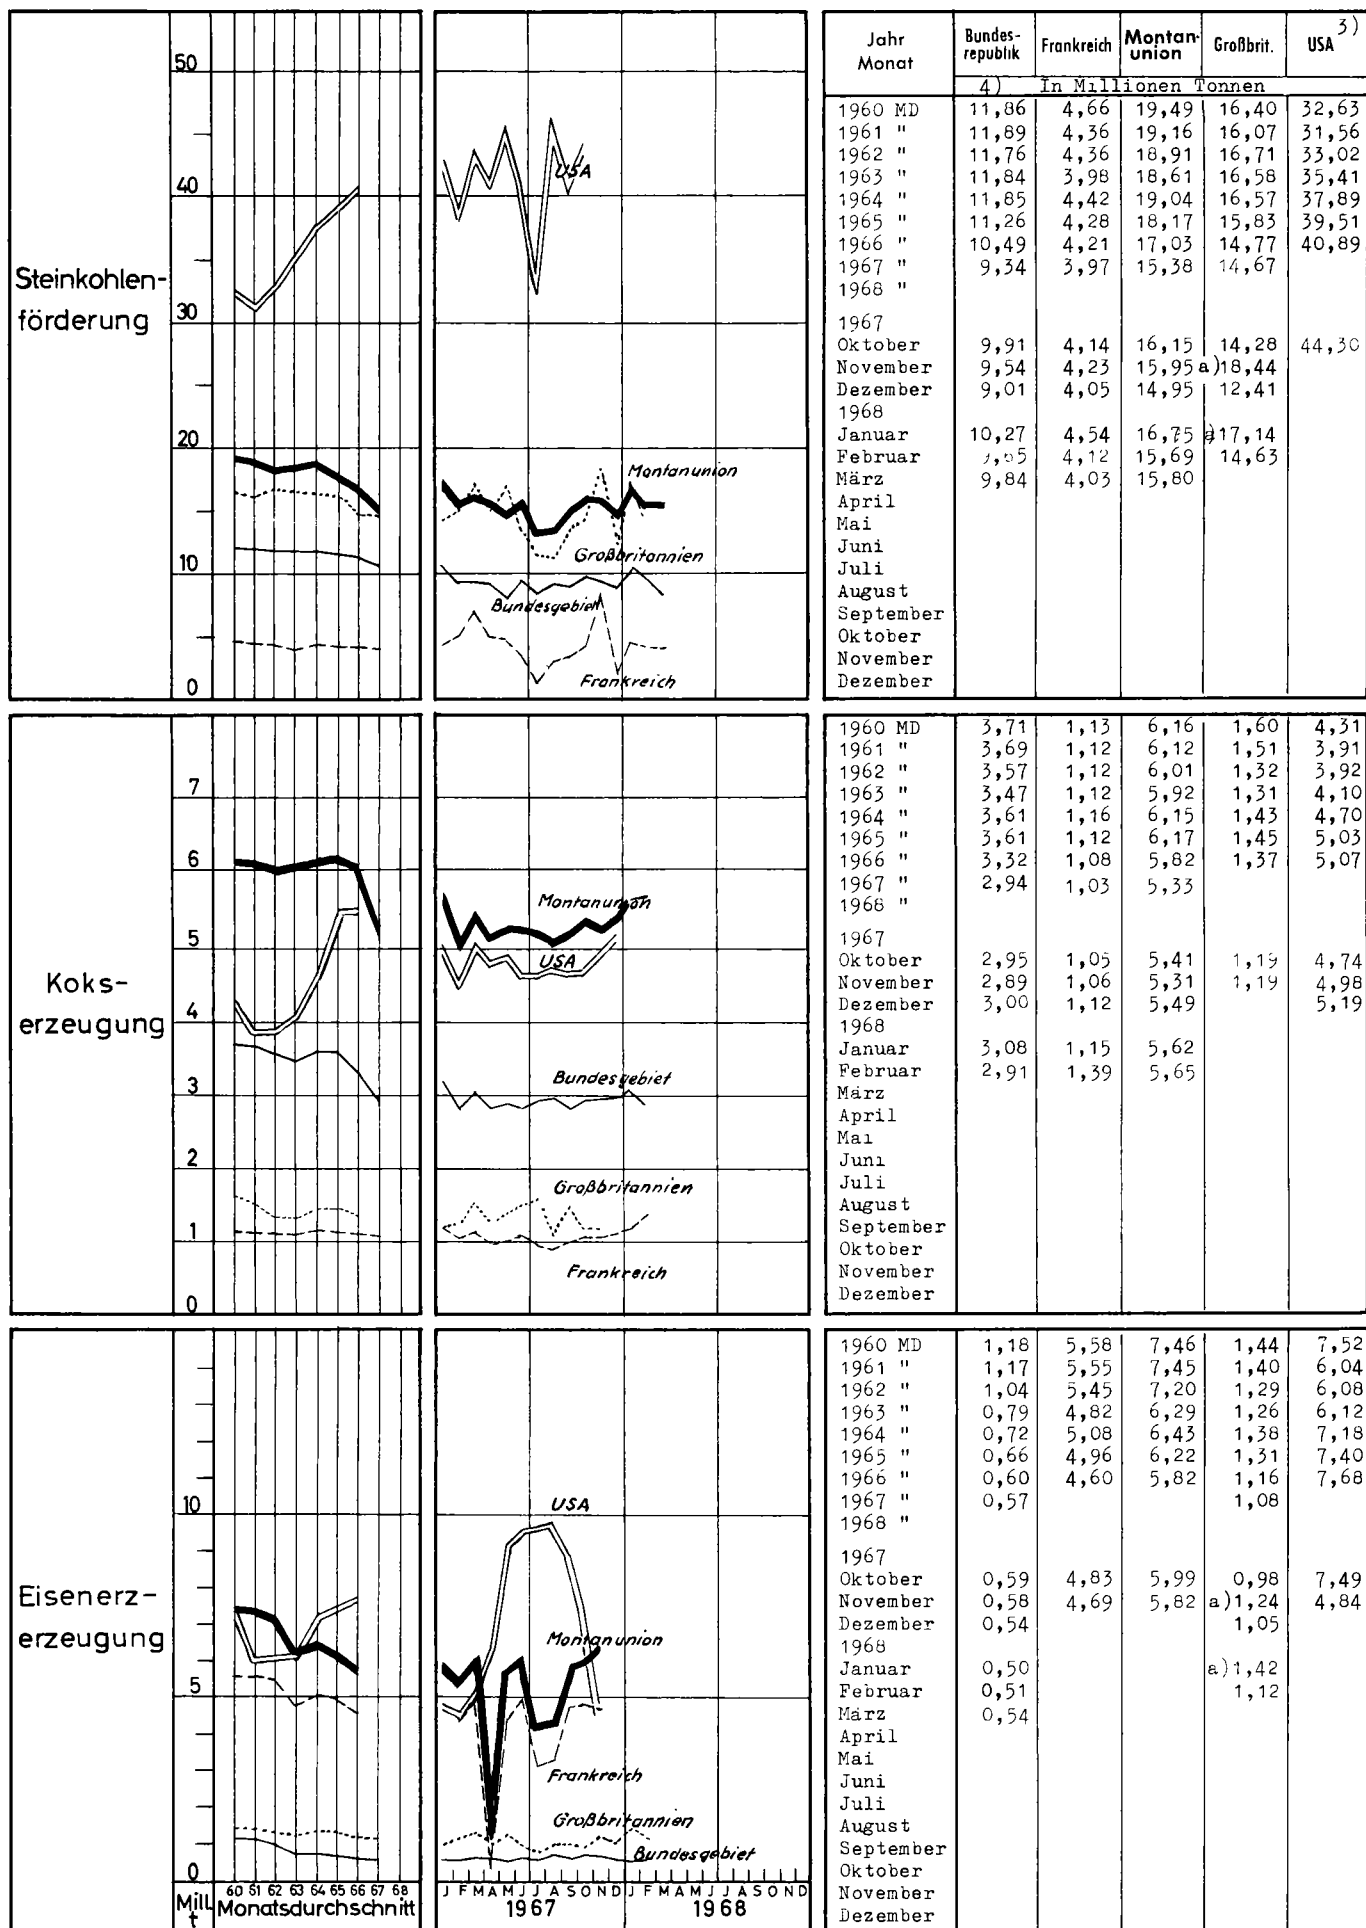 Jahr Monat Bundes-republik Frankreich Montan-union Großbrit. USA 3)
4) In Millionen Tonnen
1960 MD 11,86 4,66 19,49 16,40 32,63
1961 " 11,89 4,36 19,16 16,07 31,56
1962 " 11,76 4,36 18,91 16,71 33,02
1963 " 11,84 3,98 18,61 16,58 35,41
1964 " 11,85 4,42 19,04 16,57 37,89
1965 " 11,26 4,28 18,17 15,83 39,51
1966 " 10,49 4,21 17,03 14,77 40,89
1967 " 9,34 3,97 15,38 14,67
1968 "
1967
Oktober 9,91 4,14 16,15 14,28 44,30
November 9,54 4,23 15,95 a)18,44
Dezember 9,01 4,05 14,95 12,41
1968
Januar 10,27 4,54 16,75 a)17,14
Februar 4,12 15,69 14,63
März 9,84 4,03 15,80
April
Mai
Juni
Juli
August
September
Oktober
November
Dezember
Steinkohlen-
förderung
50
40
30
20
10
0
USA
Montanunion
Großbritannien
Bundesgebiet
Frankreich
Koks-
erzeugung
7
6
5
4
3
2
1
0
Montanunion
USA
Bundesgebiet
Großbritannien
Frankreich
1960 MD 3,71 1,13 6,16 1,60 4,31
1961 " 3,69 1,12 6,12 1,51 3,91
1962 " 3,57 1,12 6,01 1,32 3,92
1963 " 3,47 1,12 5,92 1,31 4,10
1964 " 3,61 1,16 6,15 1,43 4,70
1965 " 3,61 1,12 6,17 1,45 5,03
1966 " 3,32 1,08 5,82 1,37 5,07
1967 " 2,94 1,03 5,33
1968 "
1967
Oktober 2,95 1,05 5,41 1,19 4,74
November 2,89 1,06 5,31 1,19 4,98
Dezember 3,00 1,12 5,49 5,19
1968
Januar 3,08 1,15 5,62
Februar 2,91 1,39 5,65
März
April
Mai
Juni
Juli
August
September
Oktober
November
Dezember
Eisenerz-
erzeugung
10
5
0
USA
Montanunion
Frankreich
Großbritannien
Bundesgebiet
Mill t
60 61 62 63 64 65 66 67 68
Monatsdurchschnitt
J F M A M J J A S O N D J F M A M J J A S O N D
1967 1968
1960 MD 1,18 5,58 7,46 1,44 7,52
1961 " 1,17 5,55 7,45 1,40 6,04
1962 " 1,04 5,45 7,20 1,29 6,08
1963 " 0,79 4,82 6,29 1,26 6,12
1964 " 0,72 5,08 6,43 1,38 7,18
1965 " 0,66 4,96 6,22 1,31 7,40
1966 " 0,60 4,60 5,82 1,16 7,68
1967 " 0,57 1,08
1968 "
1967
Oktober 0,59 4,83 5,99 0,98 7,49
November 0,58 4,69 5,82 a)1,24 4,84
Dezember 0,54 1,05
1968
Januar 0,50 a)1,42
Februar 0,51 1,12
März 0,54
April
Mai
Juni
Juli
August
September
Oktober
November
Dezember